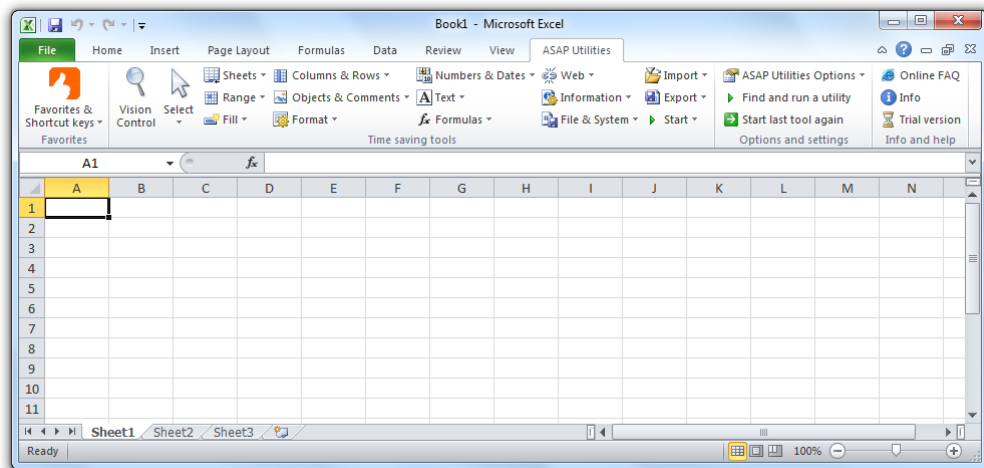 Book1 - Microsoft Excel
File Home Insert Page Layout Formulas Data Review View ASAP Utilities
Sheets Columns & Rows Numbers & Dates Web Import ASAP Utilities Options Online FAQ
Range Objects & Comments Text Information Export Find and run a utility Info
Favorites & Shortcut keys Vision Control Select Fill Format Formulas File & System Start Start last tool again Trial version
Favorites Time saving tools Options and settings Info and help
A1 fx
A B C D E F G H I J K L M N
1
2
3
4
5
6
7
8
9
10
11
Sheet1 Sheet2 Sheet3
Ready 100%